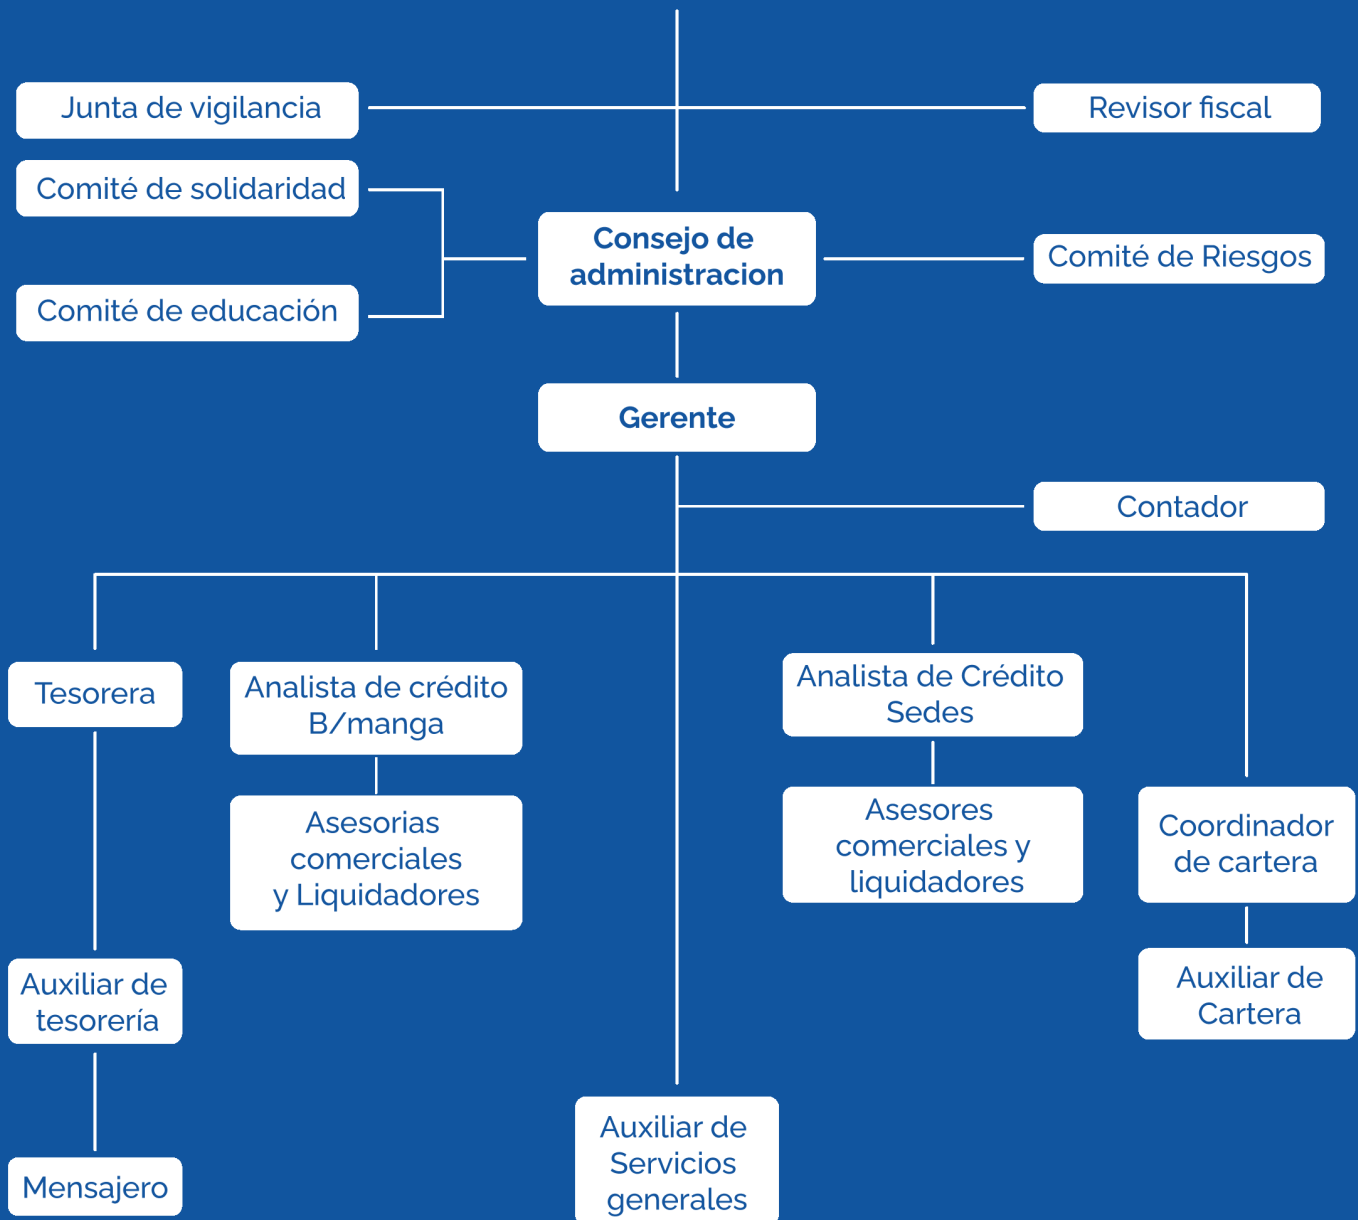 Junta de vigilancia
Revisor fiscal
Comité de solidaridad
Consejo de
administracion
Comité de Riesgos
Comité de educación
Gerente
Contador
Tesorera
Analista de crédito
B/manga
Analista de Crédito
Sedes
Asesorias
comerciales
y Liquidadores
Asesores
comerciales y
liquidadores
Coordinador
de cartera
Auxiliar de
tesorería
Auxiliar de
Cartera
Mensajero
Auxiliar de
Servicios
generales